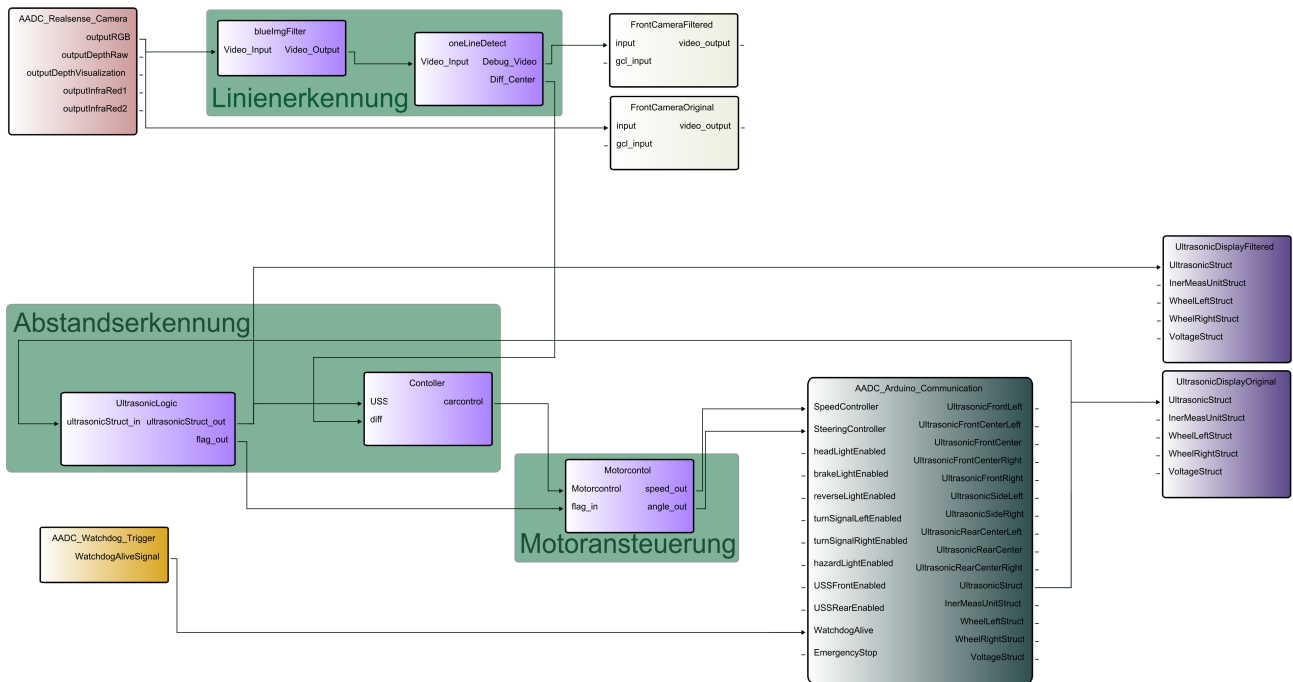 AADC_Realsense_Camera
outputRGB
outputDepthRaw
outputDepthVisualization
outputInfraRed1
outputInfraRed2
blueImgFilter
Video_Input Video_Output
oneLineDetect
Video_Input Debug_Video
Diff_Center
Linienerkennung
FrontCameraFiltered
input video_output
gcl_input
FrontCameraOriginal
input video_output
gcl_input
UltrasonicDisplayFiltered
UltrasonicStruct
InerMeasUnitStruct
WheelLeftStruct
WheelRightStruct
VoltageStruct
UltrasonicDisplayOriginal
UltrasonicStruct
InerMeasUnitStruct
WheelLeftStruct
WheelRightStruct
VoltageStruct
Abstandserkennung
UltrasonicLogic
ultrasonicStruct_in ultrasonicStruct_out
flag_out
Contoller
USS carcontrol
diff
Motorcontol
Motorcontrol speed_out
flag_in angle_out
Motoransteuerung
AADC_Watchdog_Trigger
WatchdogAliveSignal
AADC_Arduino_Communication
SpeedController UltrasonicFrontLeft
SteeringController UltrasonicFrontCenterLeft
headLightEnabled UltrasonicFrontCenter
brakeLightEnabled UltrasonicFrontCenterRight
reverseLightEnabled UltrasonicFrontRight
turnSignalLeftEnabled UltrasonicSideLeft
turnSignalRightEnabled UltrasonicSideRight
hazardLightEnabled UltrasonicRearCenterLeft
USSFrontEnabled UltrasonicRearCenter
USSRearEnabled UltrasonicRearCenterRight
WatchdogAlive UltrasonicStruct
EmergencyStop InerMeasUnitStruct
WheelLeftStruct
WheelRightStruct
VoltageStruct